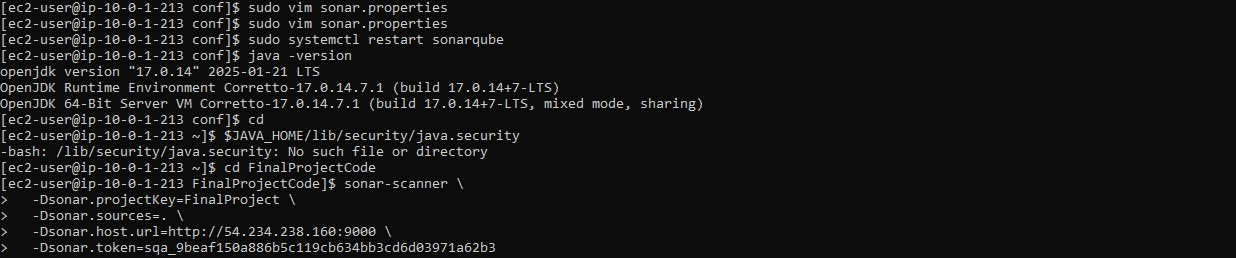 [ec2-user@ip-10-0-1-213 conf]$ sudo vim sonar.properties
[ec2-user@ip-10-0-1-213 conf]$ sudo vim sonar.properties
[ec2-user@ip-10-0-1-213 conf]$ sudo systemctl restart sonarqube
[ec2-user@ip-10-0-1-213 conf]$ java -version
openjdk version "17.0.14" 2025-01-21 LTS
OpenJDK Runtime Environment Corretto-17.0.14.7.1 (build 17.0.14+7-LTS)
OpenJDK 64-Bit Server VM Corretto-17.0.14.7.1 (build 17.0.14+7-LTS, mixed mode, sharing)
[ec2-user@ip-10-0-1-213 conf]$ cd
[ec2-user@ip-10-0-1-213 ~]$ $JAVA_HOME/lib/security/java.security
-bash: /lib/security/java.security: No such file or directory
[ec2-user@ip-10-0-1-213 ~]$ cd FinalProjectCode
[ec2-user@ip-10-0-1-213 FinalProjectCode]$ sonar-scanner \
>   -Dsonar.projectKey=FinalProject \
>   -Dsonar.sources=. \
>   -Dsonar.host.url=http://54.234.238.160:9000 \
>   -Dsonar.token=sqa_9beaf150a886b5c119cb634bb3cd6d03971a62b3